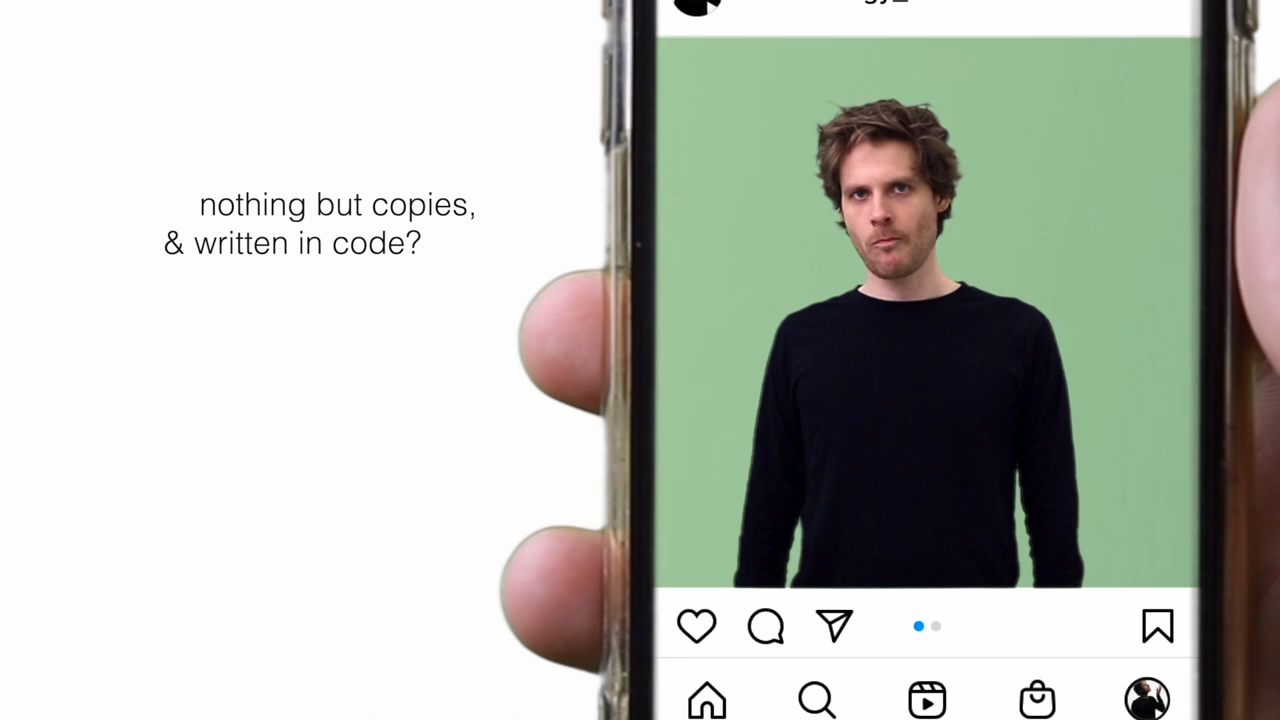 nothing but copies,
& written in code?